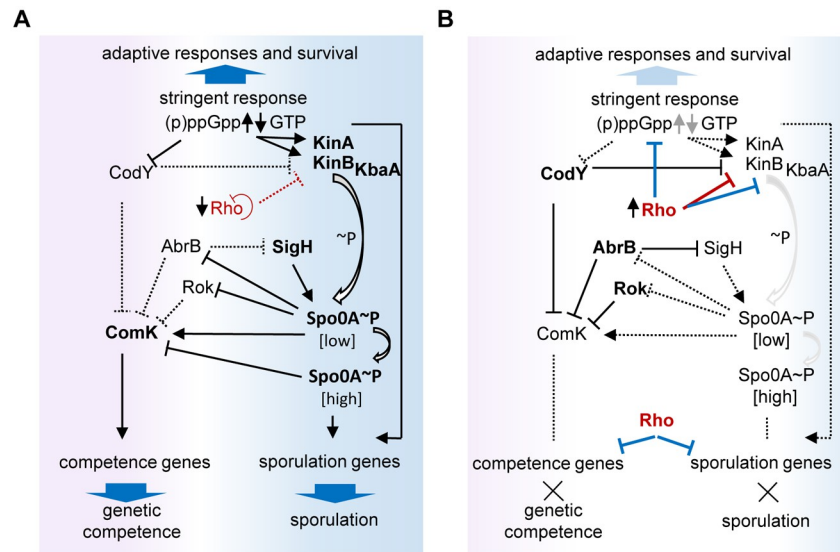 A
adaptive responses and survival
stringent response
(p)ppGpp GTP
KinA
KinB
KbaA
CodY
Rho
~P
AbrB
SigH
Rok
Spo0A~P
[low]
ComK
Spo0A~P
[high]
competence genes
sporulation genes
genetic
competence
sporulation
B
adaptive responses and survival
stringent response
(p)ppGpp GTP
KinA
KinB
KbaA
CodY
Rho
~P
AbrB
SigH
Rok
Spo0A~P
[low]
ComK
Spo0A~P
[high]
Rho
competence genes
sporulation genes
genetic
competence
sporulation